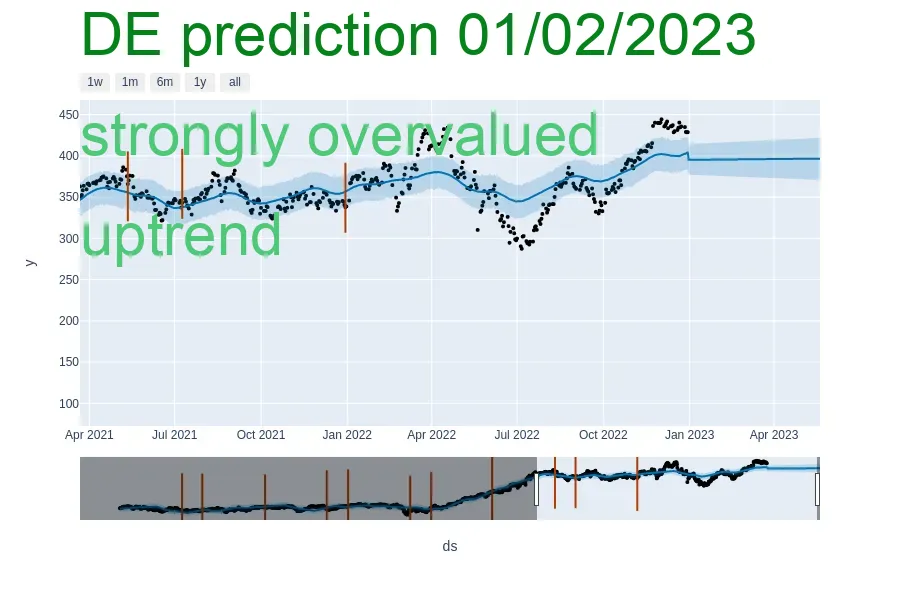 DE prediction 01/02/2023
1w 1m 6m 1y all
strongly overvalued
uptrend
450
400
350
300
250
200
150
100
y
Apr 2021 Jul 2021 Oct 2021 Jan 2022 Apr 2022 Jul 2022 Oct 2022 Jan 2023 Apr 2023
ds